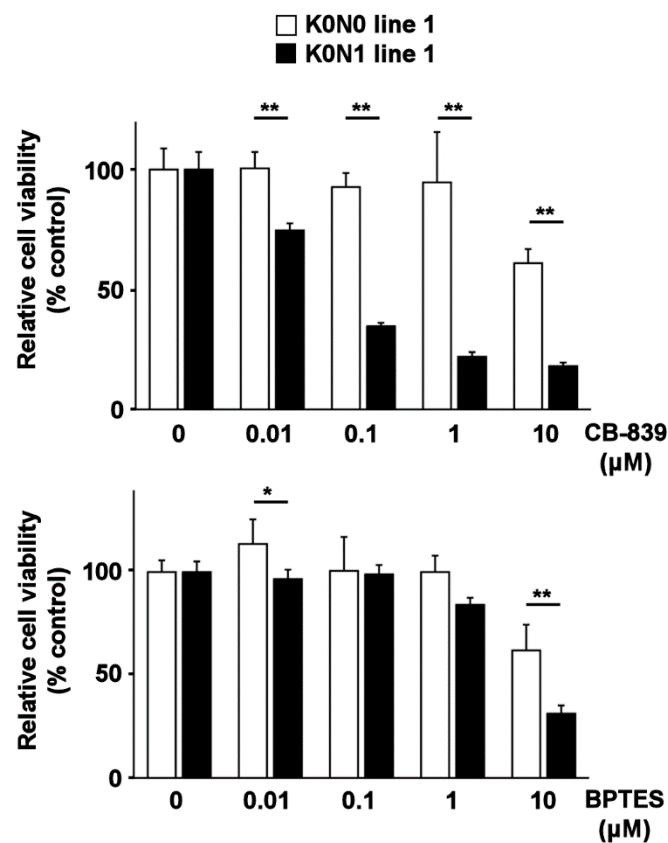 K0N0 line 1
K0N1 line 1
** ** ** **
Relative cell viability
(% control)
100
50
0
0 0.01 0.1 1 10 CB-839
(µM)
* **
Relative cell viability
(% control)
100
50
0
0 0.01 0.1 1 10 BPTES
(µM)